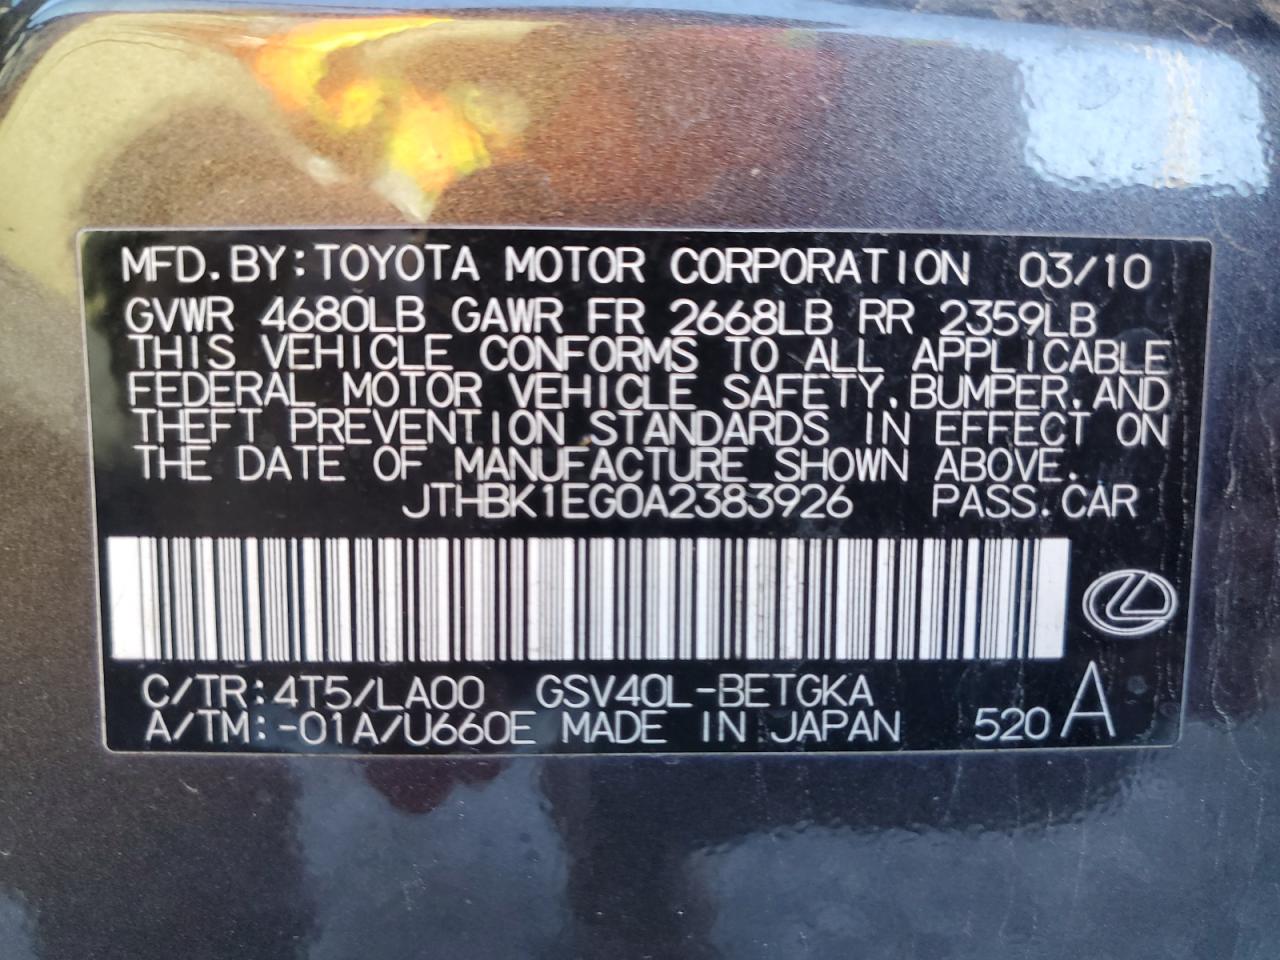 MFD.BY:TOYOTA MOTOR CORPORATION 03/10
GVWR 4680LB GAWR FR 2668LB RR 2359LB
THIS VEHICLE CONFORMS TO ALL APPLICABLE
FEDERAL MOTOR VEHICLE SAFETY,BUMPER,AND
THEFT PREVENTION STANDARDS IN EFFECT ON
THE DATE OF MANUFACTURE SHOWN ABOVE.
JTHBK1EG0A2383926 PASS.CAR
C/TR:4T5/LA00 GSV40L-BETGKA
A/TM:-01A/U660E MADE IN JAPAN 520 A